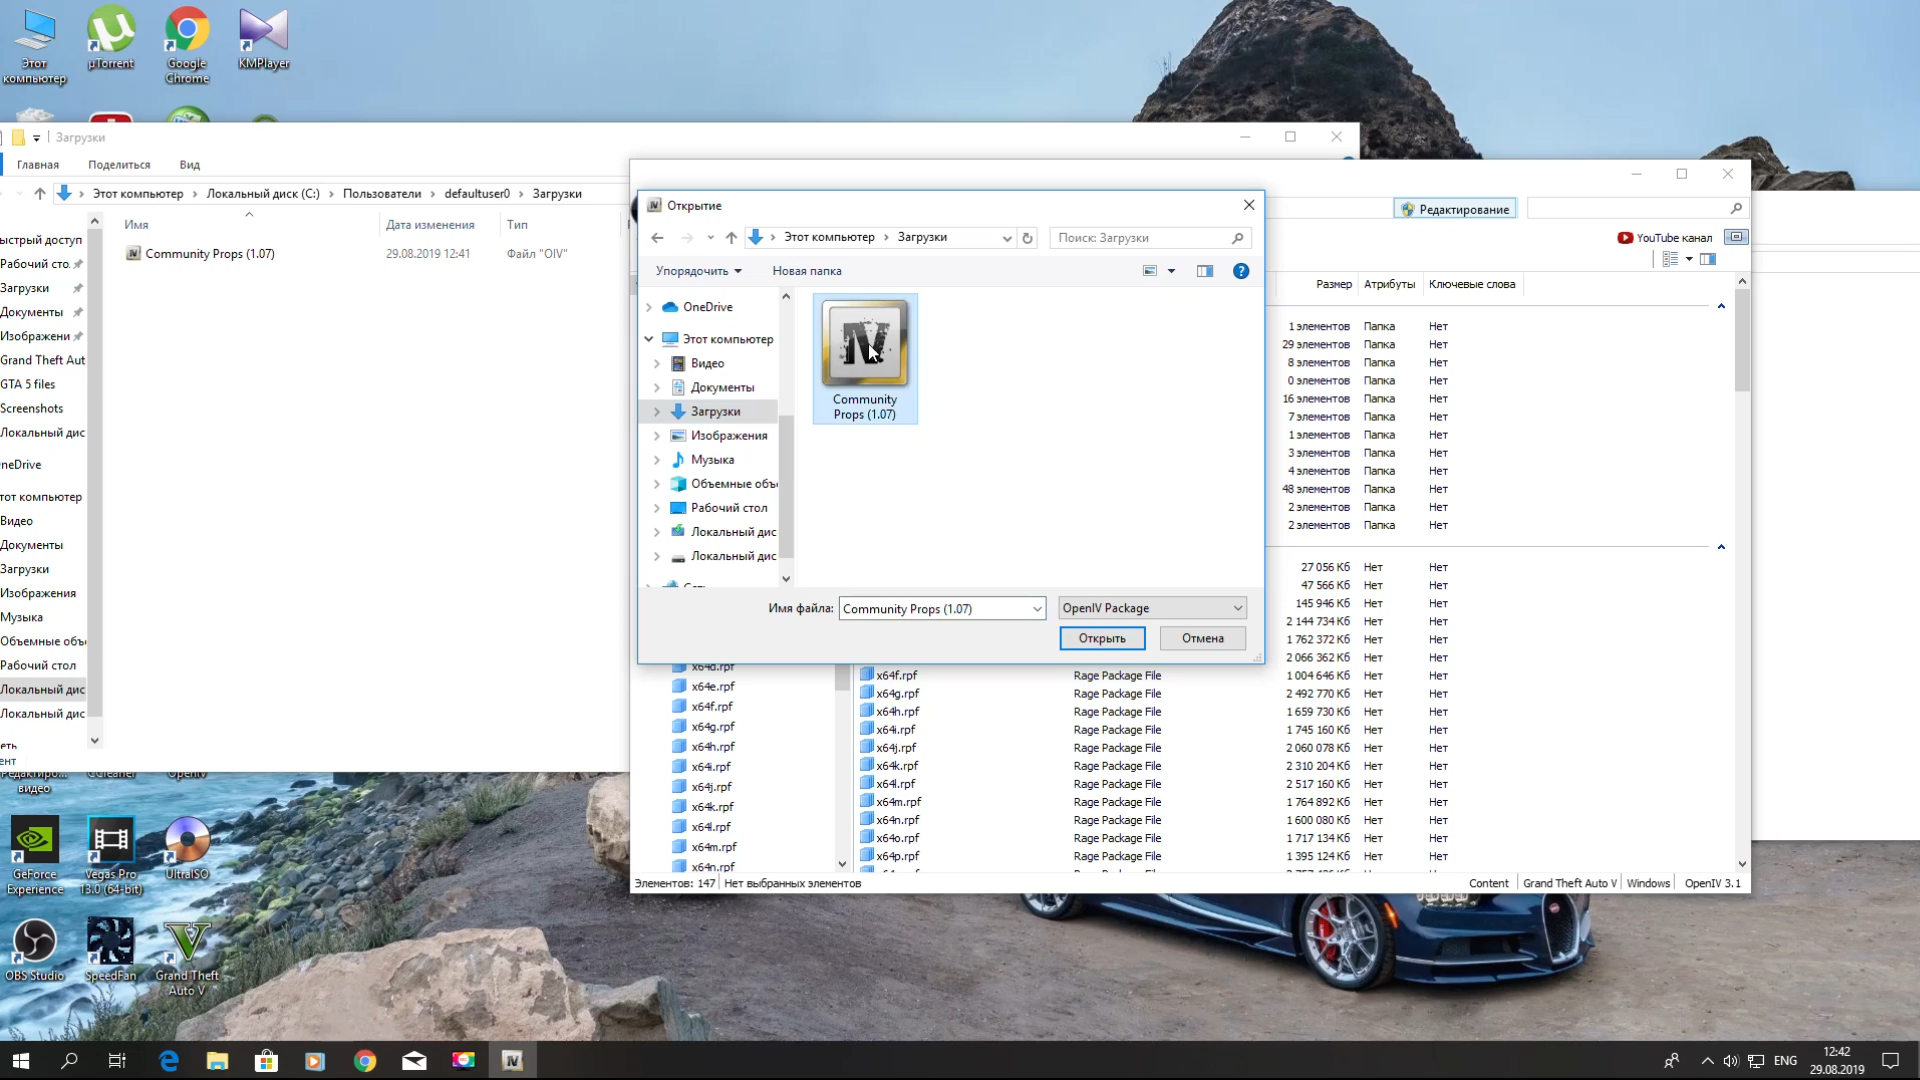 Этот
компьютер
µTorrent
Google
Chrome
KMPlayer
Загрузки
Главная
Поделиться
Вид
Этот компьютер
Локальный диск (C:)
Пользователи
defaultuser0
Загрузки
Имя
Дата изменения
Тип
Community Props (1.07)
29.08.2019 12:41
Файл "OIV"
ыстрый доступ
Рабочий сто.
Загрузки
Документы
Изображени
Grand Theft Aut
GTA 5 files
Screenshots
Локальный дис
neDrive
тот компьютер
Видео
Документы
Загрузки
Изображения
Музыка
Объемные объ
Рабочий стол
Локальный дис
Локальный дис
еть
ент
видео
GeForce
Experience
Vegas Pro
13.0 (64-bit)
UltraISO
OBS Studio
SpeedFan
Grand Theft
Auto V
Открытие
Этот компьютер
Загрузки
Поиск: Загрузки
Упорядочить
Новая папка
OneDrive
Этот компьютер
Видео
Документы
Загрузки
Изображения
Музыка
Объемные объ
Рабочий стол
Локальный дис
Локальный дис
Community
Props (1.07)
Имя файла:
Community Props (1.07)
OpenIV Package
Открыть
Отмена
Редактирование
YouTube канал
Размер
Атрибуты
Ключевые слова
1 элементов Папка Нет
29 элементов Папка Нет
8 элементов Папка Нет
0 элементов Папка Нет
16 элементов Папка Нет
7 элементов Папка Нет
1 элементов Папка Нет
3 элементов Папка Нет
4 элементов Папка Нет
48 элементов Папка Нет
2 элементов Папка Нет
2 элементов Папка Нет
27 056 Кб Нет Нет
47 566 Кб Нет Нет
145 946 Кб Нет Нет
2 144 734 Кб Нет Нет
1 762 372 Кб Нет Нет
2 066 362 Кб Нет Нет
x64f.rpf Rage Package File 1 004 646 Кб Нет Нет
x64g.rpf Rage Package File 2 492 770 Кб Нет Нет
x64h.rpf Rage Package File 1 659 730 Кб Нет Нет
x64i.rpf Rage Package File 1 745 160 Кб Нет Нет
x64j.rpf Rage Package File 2 060 078 Кб Нет Нет
x64k.rpf Rage Package File 2 310 204 Кб Нет Нет
x64l.rpf Rage Package File 2 517 160 Кб Нет Нет
x64m.rpf Rage Package File 1 764 892 Кб Нет Нет
x64n.rpf Rage Package File 1 600 080 Кб Нет Нет
x64o.rpf Rage Package File 1 717 134 Кб Нет Нет
x64p.rpf Rage Package File 1 395 124 Кб Нет Нет
x64d.rpf
x64e.rpf
x64f.rpf
x64g.rpf
x64h.rpf
x64i.rpf
x64j.rpf
x64k.rpf
x64l.rpf
x64m.rpf
x64n.rpf
Элементов: 147
Нет выбранных элементов
Content
Grand Theft Auto V
Windows
OpenIV 3.1
ENG
12:42
29.08.2019